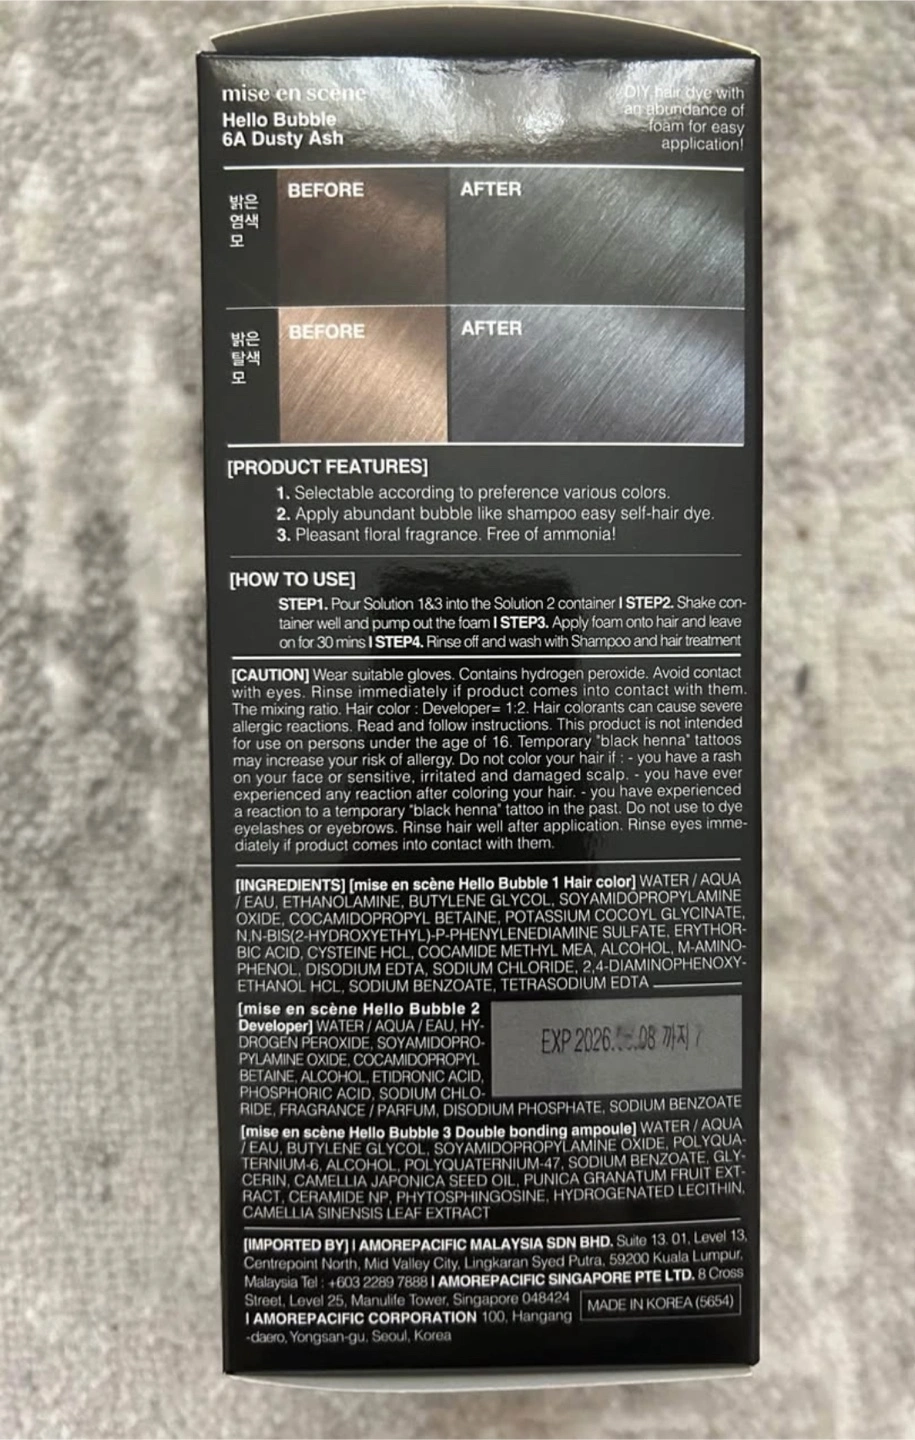 mise en scène
Hello Bubble
6A Dusty Ash
DIY hair dye with
an abundance of
foam for easy
application!
밝은
염색
모
BEFORE
AFTER
밝은
탈색
모
BEFORE
AFTER
[PRODUCT FEATURES]
1. Selectable according to preference various colors.
2. Apply abundant bubble like shampoo easy self-hair dye.
3. Pleasant floral fragrance. Free of ammonia!
[HOW TO USE]
STEP1. Pour Solution 1&3 into the Solution 2 container I STEP2. Shake con-
tainer well and pump out the foam I STEP3. Apply foam onto hair and leave
on for 30 mins I STEP4. Rinse off and wash with Shampoo and hair treatment
[CAUTION] Wear suitable gloves. Contains hydrogen peroxide. Avoid contact
with eyes. Rinse immediately if product comes into contact with them.
The mixing ratio. Hair color : Developer= 1:2. Hair colorants can cause severe
allergic reactions. Read and follow instructions. This product is not intended
for use on persons under the age of 16. Temporary "black henna" tattoos
may increase your risk of allergy. Do not color your hair if : - you have a rash
on your face or sensitive, irritated and damaged scalp. - you have ever
experienced any reaction after coloring your hair. - you have experienced
a reaction to a temporary "black henna" tattoo in the past. Do not use to dye
eyelashes or eyebrows. Rinse hair well after application. Rinse eyes imme-
diately if product comes into contact with them.
[INGREDIENTS] [mise en scène Hello Bubble 1 Hair color] WATER / AQUA
/ EAU, ETHANOLAMINE, BUTYLENE GLYCOL, SOYAMIDOPROPYLAMINE
OXIDE, COCAMIDOPROPYL BETAINE, POTASSIUM COCOYL GLYCINATE,
N,N-BIS(2-HYDROXYETHYL)-P-PHENYLENEDIAMINE SULFATE, ERYTHOR-
BIC ACID, CYSTEINE HCL, COCAMIDE METHYL MEA, ALCOHOL, M-AMINO-
PHENOL, DISODIUM EDTA, SODIUM CHLORIDE, 2,4-DIAMINOPHENOXY-
ETHANOL HCL, SODIUM BENZOATE, TETRASODIUM EDTA
[mise en scène Hello Bubble 2
Developer] WATER / AQUA / EAU, HY-
DROGEN PEROXIDE, SOYAMIDOPRO-
PYLAMINE OXIDE, COCAMIDOPROPYL
BETAINE, ALCOHOL, ETIDRONIC ACID,
PHOSPHORIC ACID, SODIUM CHLO-
RIDE, FRAGRANCE / PARFUM, DISODIUM PHOSPHATE, SODIUM BENZOATE
EXP 2026. .08 까지
[mise en scène Hello Bubble 3 Double bonding ampoule] WATER / AQUA
/ EAU, BUTYLENE GLYCOL, SOYAMIDOPROPYLAMINE OXIDE, POLYQUA-
TERNIUM-6, ALCOHOL, POLYQUATERNIUM-47, SODIUM BENZOATE, GLY-
CERIN, CAMELLIA JAPONICA SEED OIL, PUNICA GRANATUM FRUIT EXT-
RACT, CERAMIDE NP, PHYTOSPHINGOSINE, HYDROGENATED LECITHIN,
CAMELLIA SINENSIS LEAF EXTRACT
[IMPORTED BY] I AMOREPACIFIC MALAYSIA SDN BHD. Suite 13. 01, Level 13,
Centrepoint North, Mid Valley City, Lingkaran Syed Putra, 59200 Kuala Lumpur,
Malaysia Tel : +603 2289 7888 I AMOREPACIFIC SINGAPORE PTE LTD. 8 Cross
Street, Level 25, Manulife Tower, Singapore 048424
I AMOREPACIFIC CORPORATION 100, Hangang
-daero, Yongsan-gu, Seoul, Korea
MADE IN KOREA (5654)